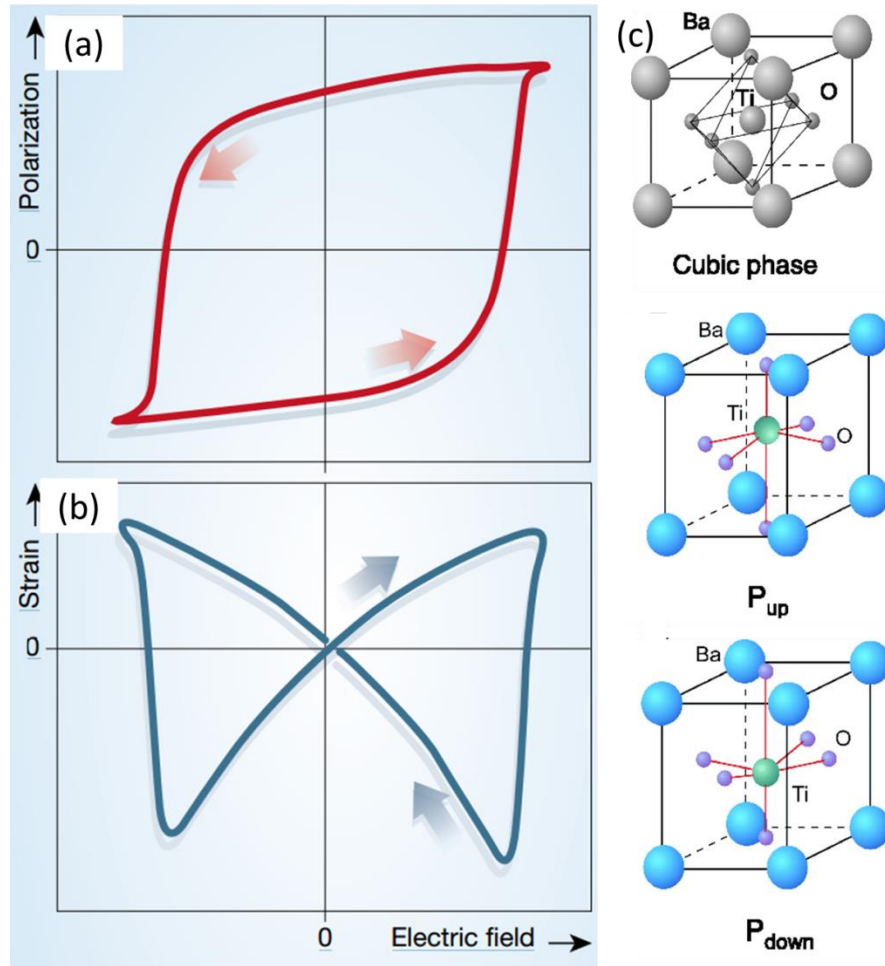 (a)
Polarization
0
(b)
Strain
0
0
Electric field
(c)
Ba
Ti
O
Cubic phase
Ba
Ti
O
Pup
Ba
O
Ti
Pdown